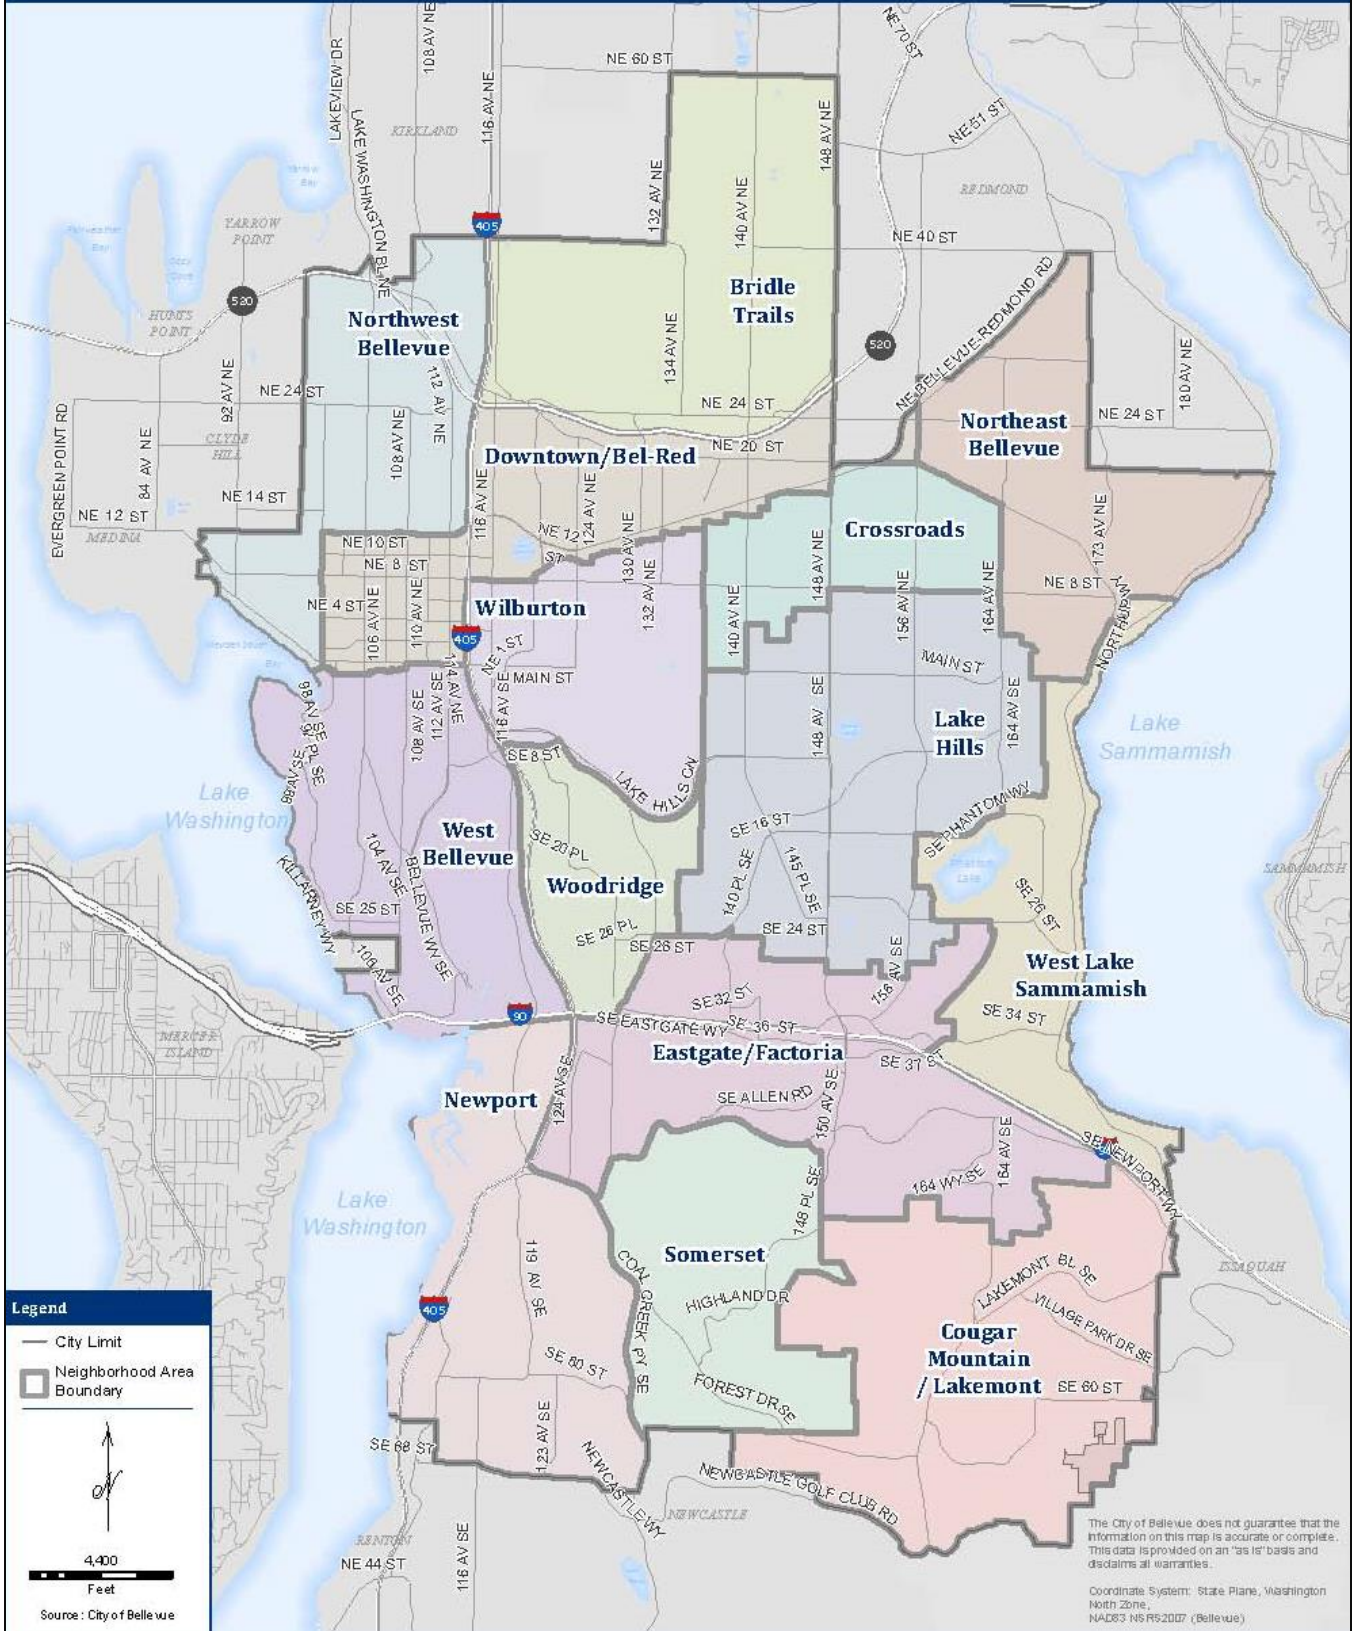 NE 60 ST
NE 70 ST
LAKEVIEW DR
108 AV NE
116 AV NE
LAKE WASHINGTON BL NE
KIRKLAND
132 AV NE
140 AV NE
148 AV NE
NE 51 ST
REDMOND
NE 40 ST
405
YARROW
POINT
Yarrow
Bay
Fairweather
Bay
Cozy
Cove
HUNTS
POINT
520
Northwest
Bellevue
Bridle
Trails
134 AV NE
520
NE BELLEVUE-REDMOND RD
180 AV NE
NE 24 ST
92 AV NE
NE 24 ST
112 AV NE
NE 24 ST
EVERGREEN POINT RD
84 AV NE
CLYDE
HILL
108 AV NE
NE 20 ST
Northeast
Bellevue
Downtown/Bel-Red
NE 14 ST
NE 12 ST
MEDINA
116 AV NE
124 AV NE
130 AV NE
NE 12
ST
Crossroads
173 AV NE
NE 10 ST
NE 8 ST
148 AV NE
NE 8 ST
NE 4 ST
106 AV NE
110 AV NE
Wilburton
132 AV NE
140 AV NE
156 AV NE
164 AV NE
405
NE 1 ST
MAIN ST
MAIN ST
114 AV NE
116 AV SE
98 AV SE
97 PL SE
108 AV SE
112 AV SE
148 AV SE
Lake
Hills
164 AV SE
Lake
Sammamish
SE 8 ST
LAKE HILLS CN
Lake
Washington
SE PHANTOM WY
SE 16 ST
SE 20 PL
West
Bellevue
Woodridge
104 AV SE
BELLEVUE WY SE
KILLARNEY WY
140 PL SE
145 PL SE
Phantom
Lake
SAMMAMISH
SE 26 ST
SE 25 ST
SE 26 PL
SE 26 ST
SE 24 ST
106 AV SE
156 AV SE
West Lake
Sammamish
SE 32 ST
SE 34 ST
90
SE EASTGATE WY
SE 36 ST
MERCER
ISLAND
Eastgate/Factoria
SE 37 ST
Newport
124 AV SE
SE ALLEN RD
150 AV SE
164 AV SE
SE NEWPORT WY
164 WY SE
148 PL SE
Lake
Washington
Somerset
119 AV SE
COAL CREEK PY SE
HIGHLAND DR
LAKEMONT BL SE
VILLAGE PARK DR SE
ISSAQUAH
405
Cougar
Mountain
/ Lakemont
SE 60 ST
SE 60 ST
FOREST DR SE
123 AV SE
SE 68 ST
NEWCASTLE WY
NEWCASTLE GOLF CLUB RD
NEWCASTLE
RENTON
NE 44 ST
116 AV SE
Legend
City Limit
Neighborhood Area
Boundary
N
4,400
Feet
Source: City of Bellevue
The City of Bellevue does not guarantee that the
information on this map is accurate or complete.
This data is provided on an "as is" basis and
disclaims all warranties.
Coordinate System: State Plane, Washington
North Zone,
NAD83 NSRS2007 (Bellevue)